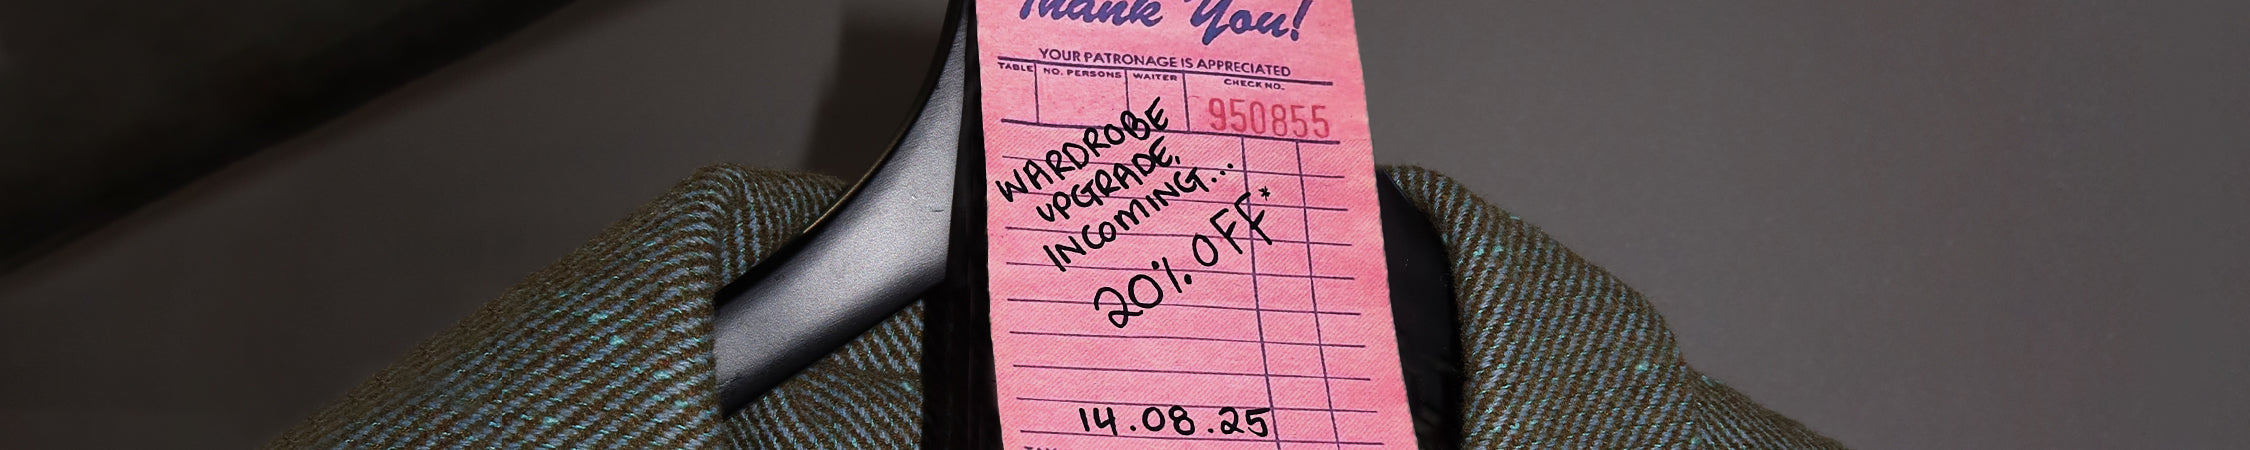 Thank You!
YOUR PATRONAGE IS APPRECIATED
TABLE NO. PERSONS WAITER CHECK NO.
950855
WARDROBE
UPGRADE.
INCOMING...
20% OFF*
14.08.25